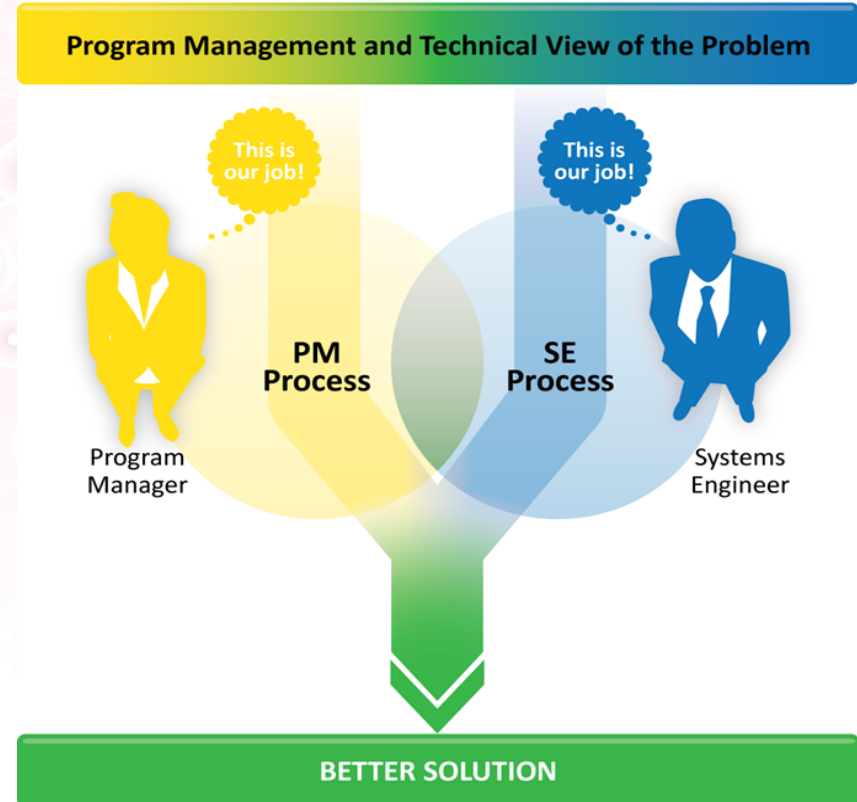 Program Management and Technical View of the Problem
This is
our job!
This is
our job!
PM
Process
SE
Process
Program
Manager
Systems
Engineer
BETTER SOLUTION